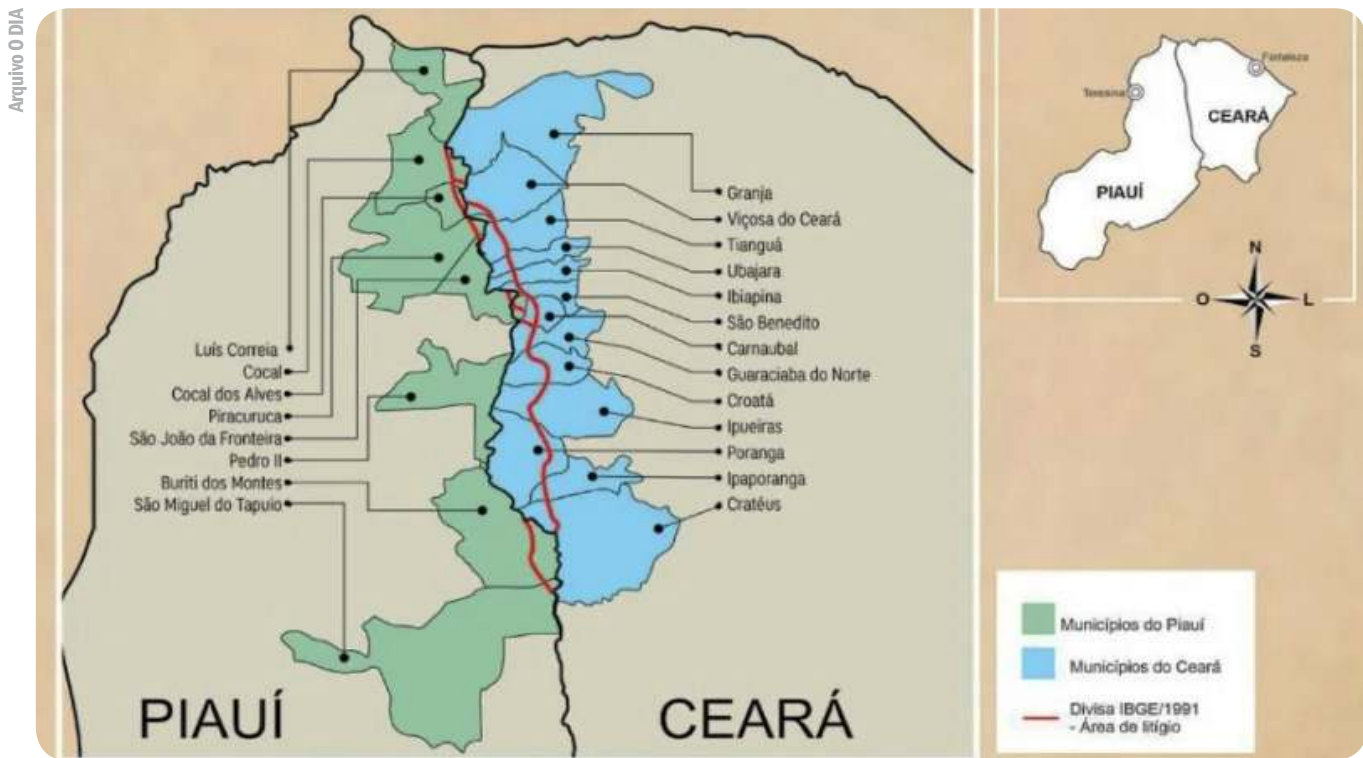 Arquivo O DIA
Luís Correia
Cocal
Cocal dos Alves
Piracuruca
São João da Fronteira
Pedro II
Buriti dos Montes
São Miguel do Tapuio
PIAUÍ
Granja
Viçosa do Ceará
Tianguá
Ubajara
Ibiapina
São Benedito
Carnaubal
Guaraciaba do Norte
Croatá
Ipueiras
Poranga
Ipaporanga
Cratéus
CEARÁ
Fortaleza
Teresina
CEARÁ
PIAUÍ
N
O
L
S
Municípios do Piauí
Municípios do Ceará
Divisa IBGE/1991
- Área de litígio